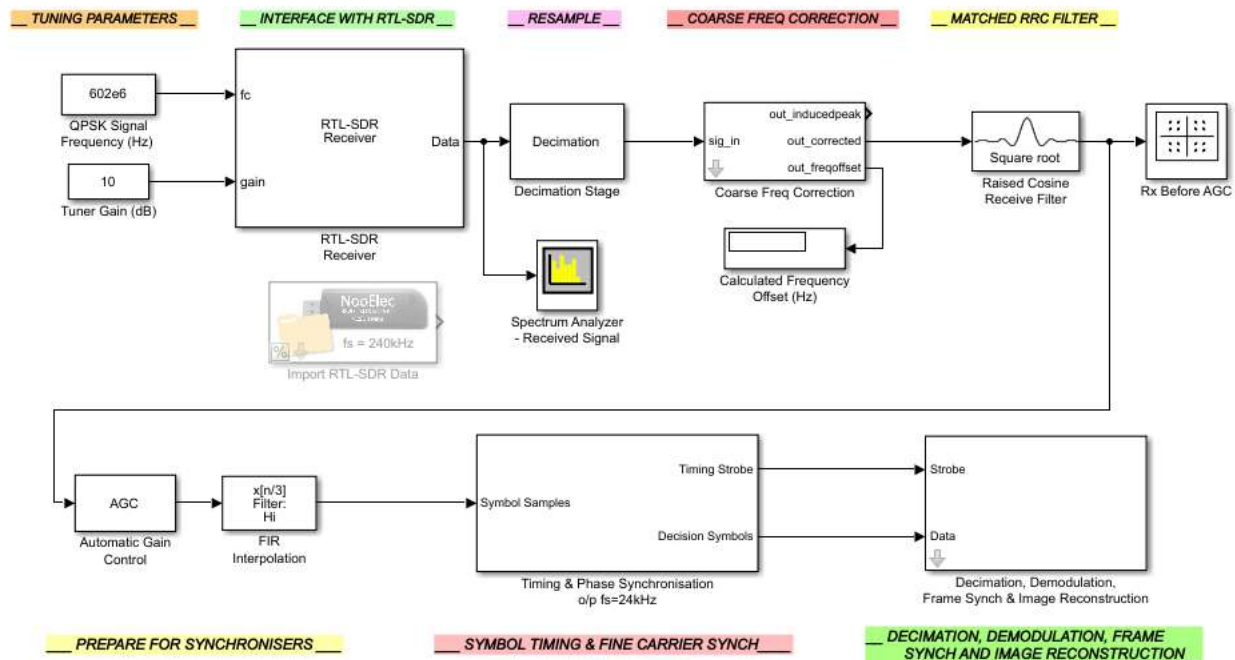 __ TUNING PARAMETERS __
__ INTERFACE WITH RTL-SDR __
__ RESAMPLE __
__ COARSE FREQ CORRECTION __
__ MATCHED RRC FILTER __
602e6
QPSK Signal
Frequency (Hz)
10
Tuner Gain (dB)
fc
gain
RTL-SDR
Receiver
Data
RTL-SDR
Receiver
NooElec
fs = 240kHz
Import RTL-SDR Data
Decimation
Decimation Stage
Spectrum Analyzer
- Received Signal
sig_in
out_inducedpeak
out_corrected
out_freqoffset
Coarse Freq Correction
Calculated Frequency
Offset (Hz)
Square root
Raised Cosine
Receive Filter
Rx Before AGC
AGC
Automatic Gain
Control
x[n/3]
Filter:
Hi
FIR
Interpolation
Symbol Samples
Timing Strobe
Decision Symbols
Timing & Phase Synchronisation
o/p fs=24kHz
Strobe
Data
Decimation, Demodulation,
Frame Synch & Image Reconstruction
___ PREPARE FOR SYNCHRONISERS ___
___ SYMBOL TIMING & FINE CARRIER SYNCH___
__ DECIMATION, DEMODULATION, FRAME
SYNCH AND IMAGE RECONSTRUCTION